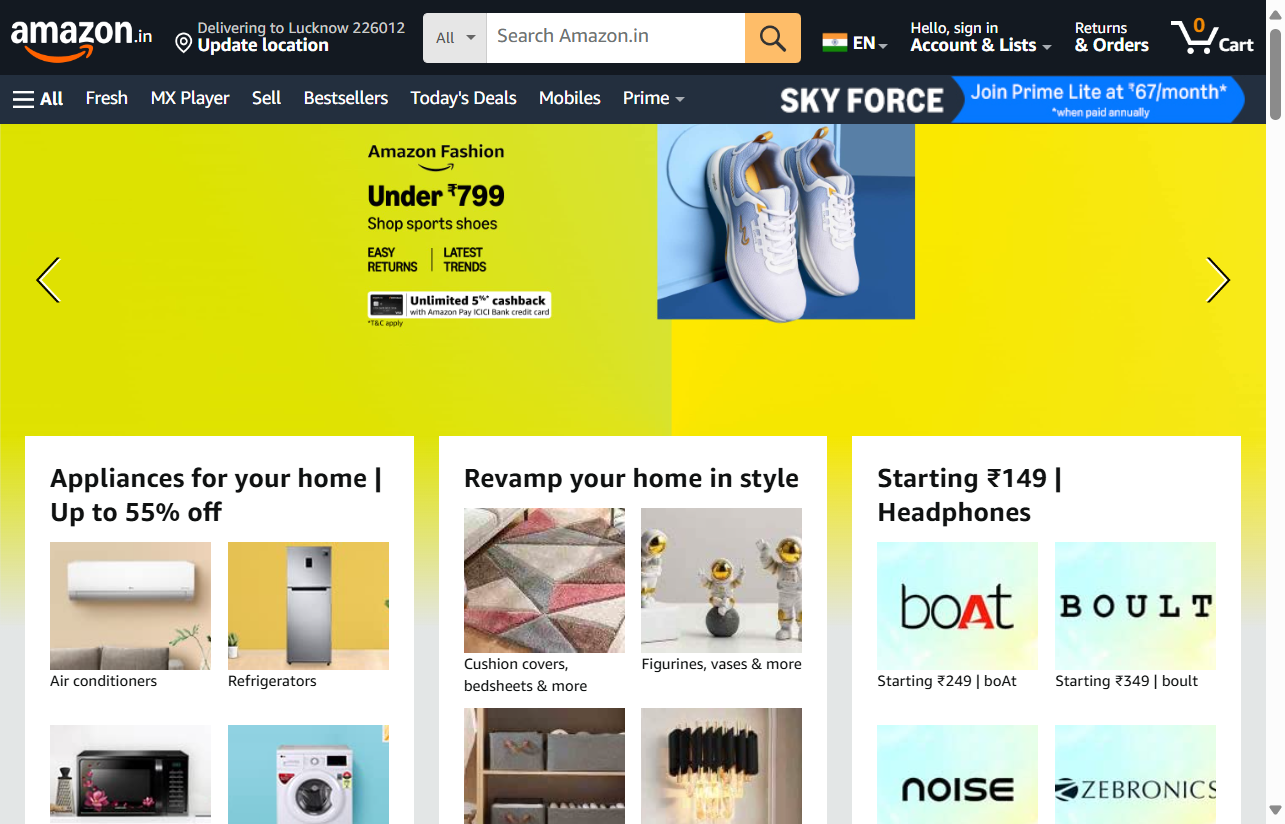 amazon.in
Delivering to Lucknow 226012
Update location
All
Search Amazon.in
EN
Hello, sign in
Account & Lists
Returns
& Orders
0
Cart
All
Fresh
MX Player
Sell
Bestsellers
Today's Deals
Mobiles
Prime
SKY FORCE
Join Prime Lite at ₹67/month*
*when paid annually
Amazon Fashion
Under ₹799
Shop sports shoes
EASY RETURNS
LATEST TRENDS
Unlimited 5%* cashback
with Amazon Pay ICICI Bank credit card
*T&C apply
Appliances for your home |
Up to 55% off
Air conditioners
Refrigerators
Revamp your home in style
Cushion covers,
bedsheets & more
Figurines, vases & more
Starting ₹149 |
Headphones
boAt
BOULT
Starting ₹249 | boAt
Starting ₹349 | boult
noise
ZEBRONICS